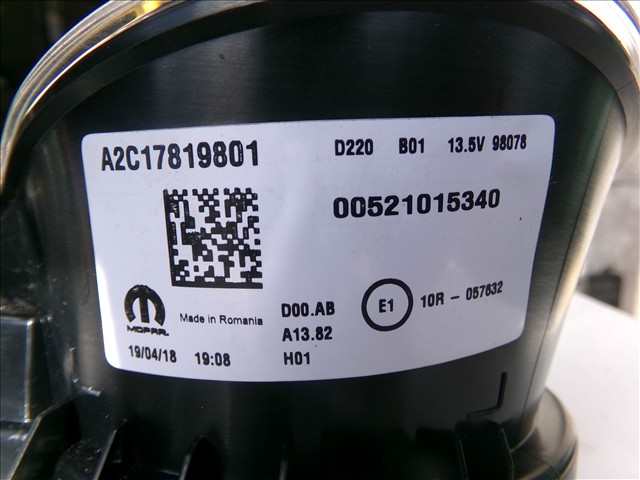 A2C17819801 D220 B01 13.5V 98078
00521015340
MOPAR Made in Romania
D00.AB
E1 10R - 057632
A13.82
19/04/18 19:08 H01